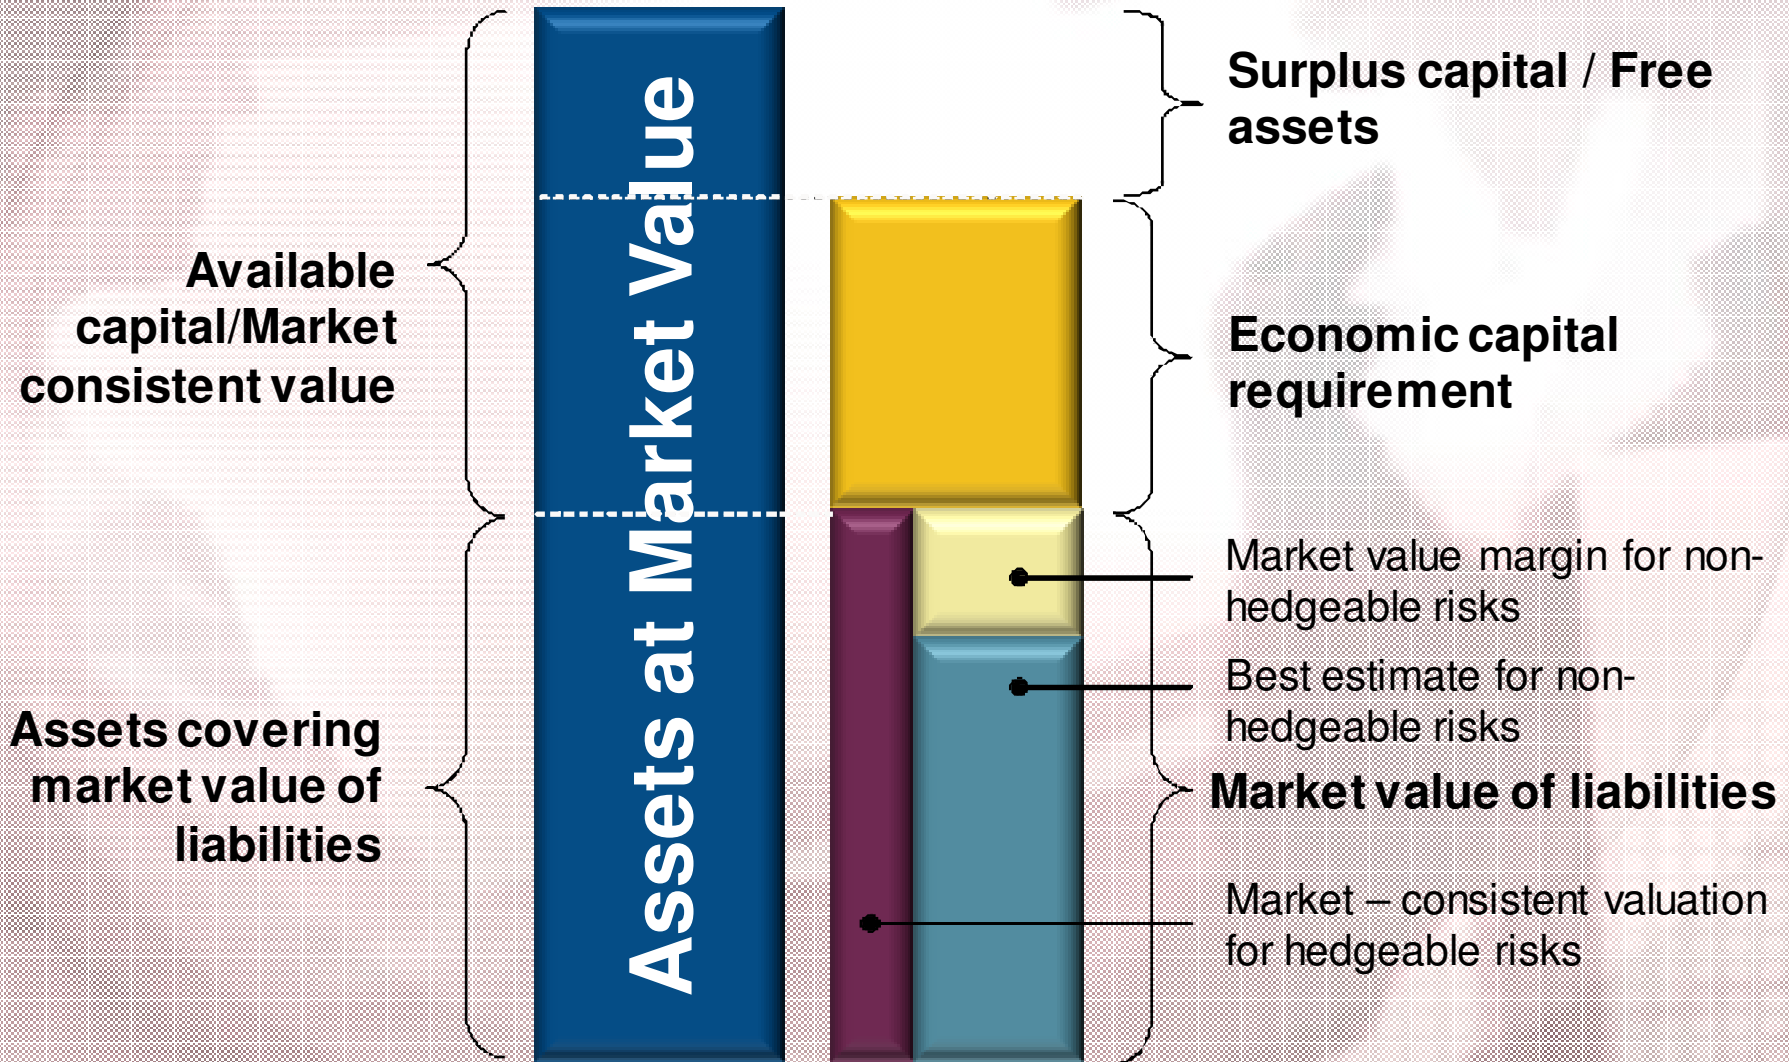 Available
capital/Market
consistent value
Assets covering
market value of
liabilities
Assets at Market Value
Surplus capital / Free
assets
Economic capital
requirement
Market value margin for non-
hedgeable risks
Best estimate for non-
hedgeable risks
Market value of liabilities
Market – consistent valuation
for hedgeable risks